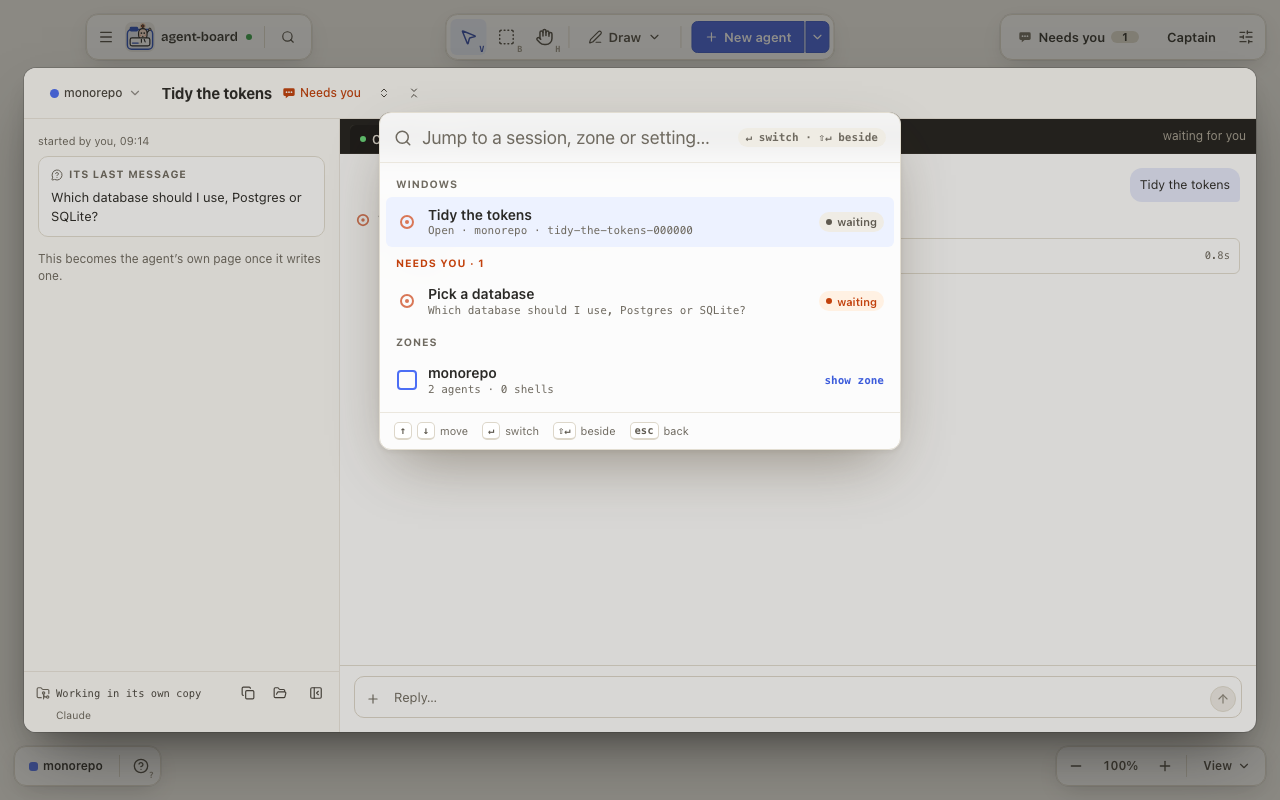 agent-board
V
B
H
Draw
New agent
Needs you 1
Captain
monorepo
Tidy the tokens
Needs you
started by you, 09:14
ITS LAST MESSAGE
Which database should I use, Postgres or
SQLite?
This becomes the agent's own page once it writes
one.
waiting for you
Tidy the tokens
0.8s
Jump to a session, zone or setting…
↵ switch · ⇧↵ beside
WINDOWS
Tidy the tokens
Open · monorepo · tidy-the-tokens-000000
waiting
NEEDS YOU · 1
Pick a database
Which database should I use, Postgres or SQLite?
waiting
ZONES
monorepo
2 agents · 0 shells
show zone
↑ ↓ move ↵ switch ⇧↵ beside esc back
Working in its own copy
Claude
Reply…
monorepo
?
100%
View